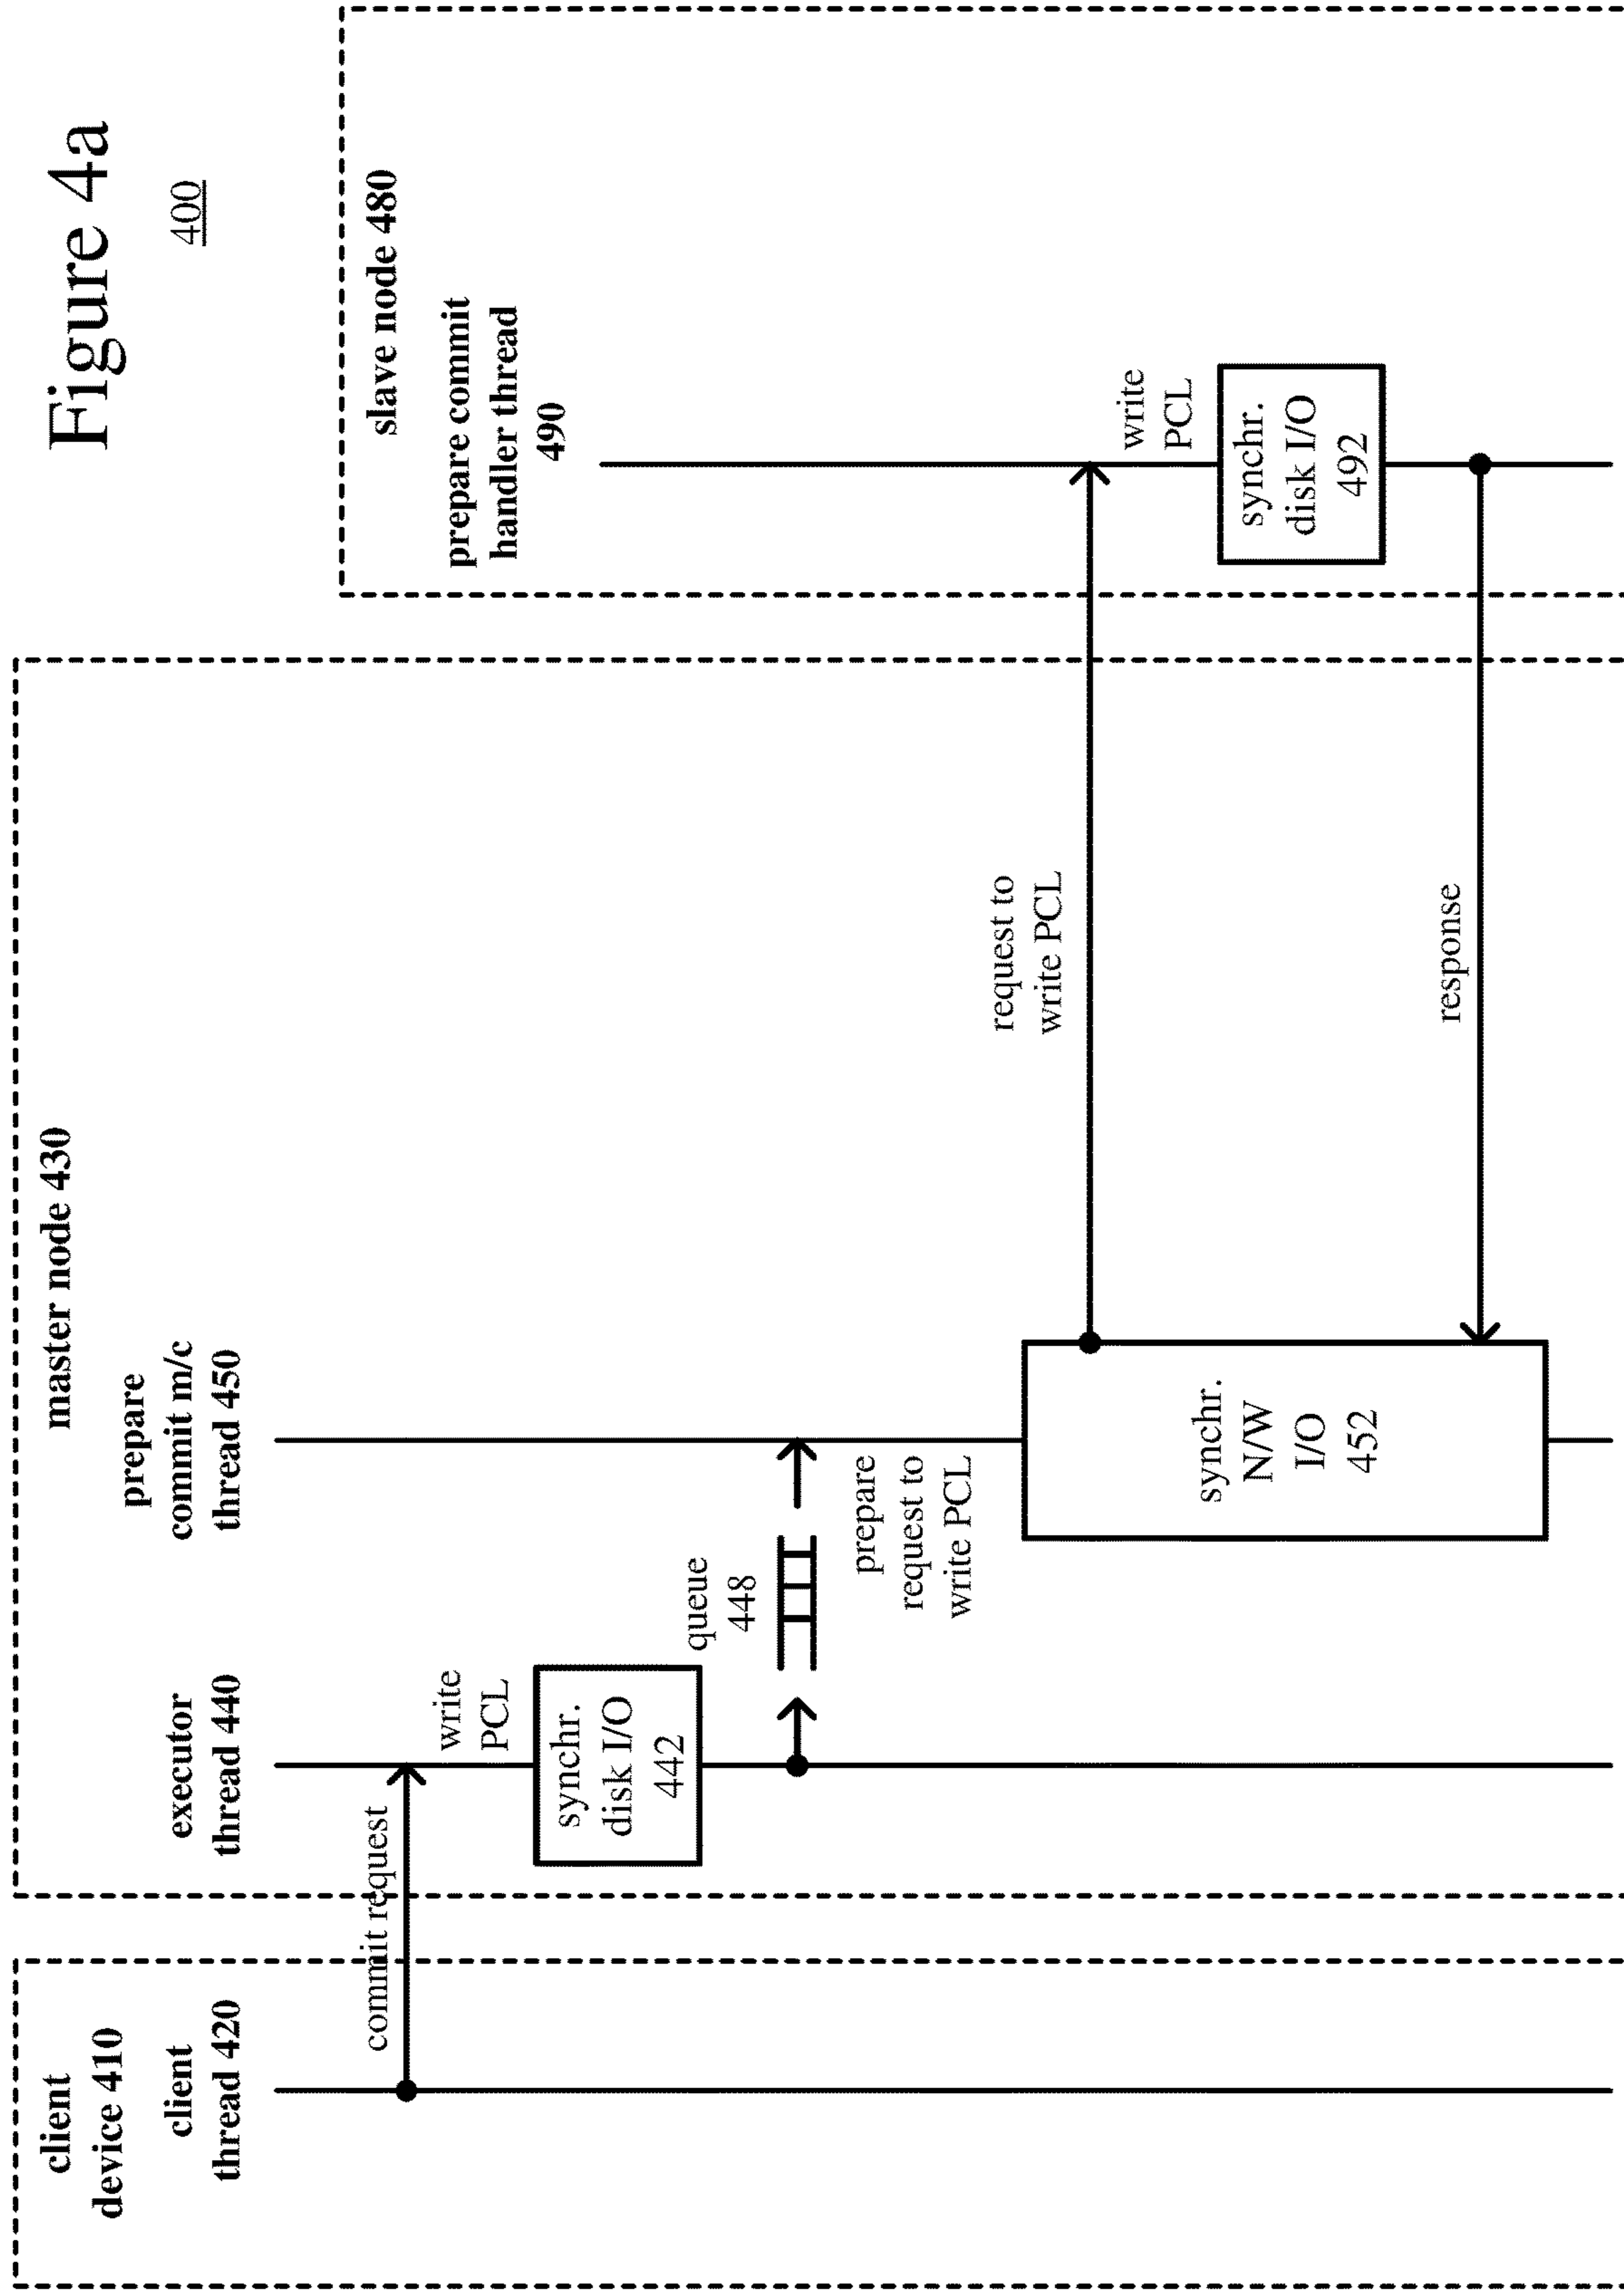 Figure 4a
400
client
device 410
client
thread 420
master node 430
executor
thread 440
prepare
commit m/c
thread 450
slave node 480
prepare commit
handler thread
490
commit request
write
PCL
synchr.
disk I/O
442
queue
448
prepare
request to
write PCL
synchr.
N/W
I/O
452
request to
write PCL
write
PCL
synchr.
disk I/O
492
response